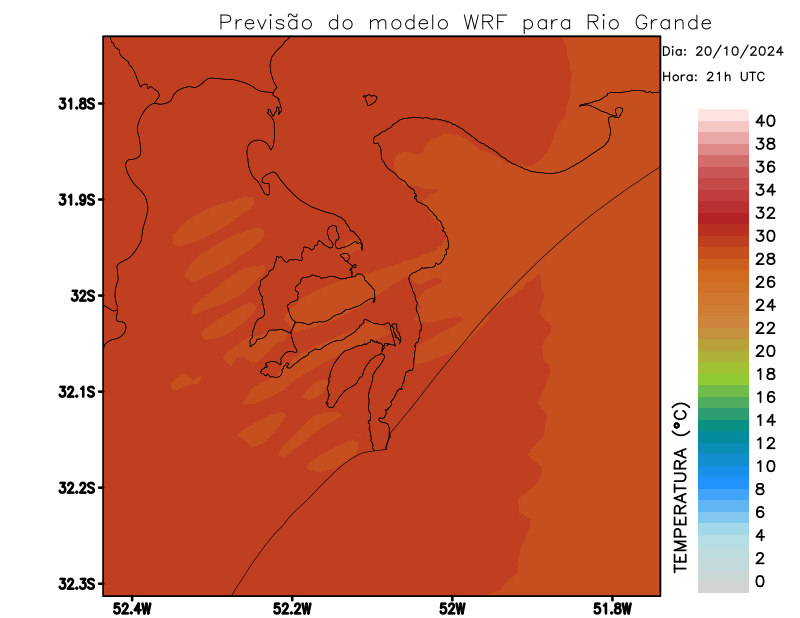 Previsão do modelo WRF para Rio Grande
Dia: 20/10/2024
Hora: 21h UTC
31.8S
31.9S
32S
32.1S
32.2S
32.3S
52.4W
52.2W
52W
51.8W
TEMPERATURA (°C)
40
38
36
34
32
30
28
26
24
22
20
18
16
14
12
10
8
6
4
2
0